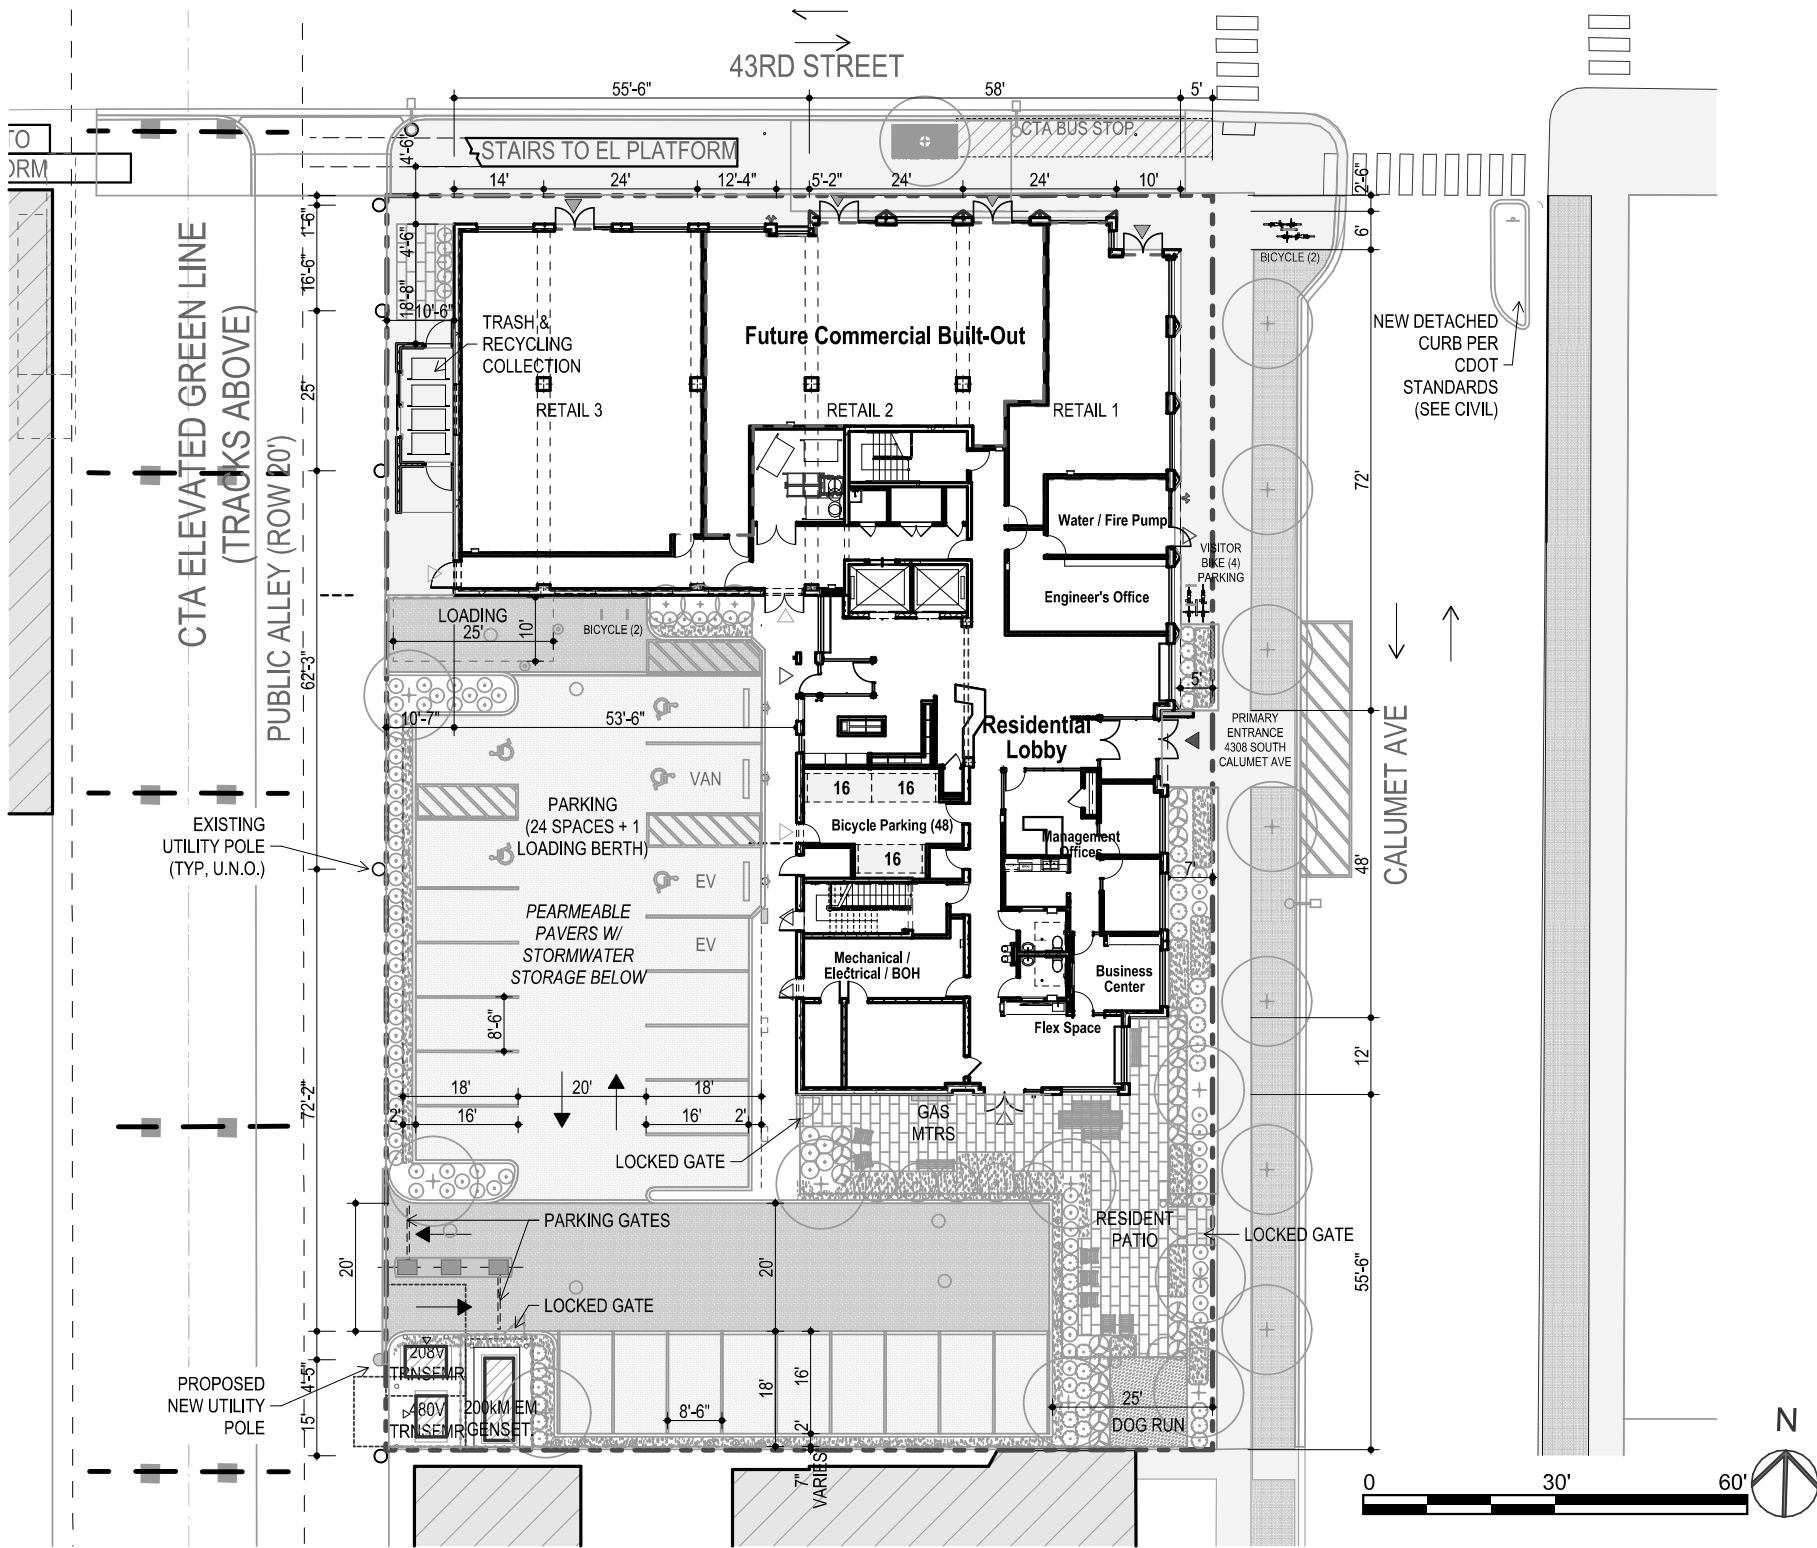 43RD STREET
55'-6"
58'
5'
CTA BUS STOP
STAIRS TO EL PLATFORM
TO
ORM
4'-6"
14'
24'
12'-4"
5'-2"
24'
24'
10'
2'-6"
1'-6"
4'-6"
6'
BICYCLE (2)
16'-6"
18'-8"
10'-6"
TRASH &
RECYCLING
COLLECTION
Future Commercial Built-Out
NEW DETACHED
CURB PER
CDOT
STANDARDS
(SEE CIVIL)
25'
RETAIL 3
RETAIL 2
RETAIL 1
CTA ELEVATED GREEN LINE
(TRACKS ABOVE)
PUBLIC ALLEY (ROW 20')
72'
Water / Fire Pump
VISITOR
BIKE (4)
PARKING
Engineer's Office
LOADING
25'
10'
BICYCLE (2)
62'-3"
5'
10'-7"
53'-6"
Residential
Lobby
PRIMARY
ENTRANCE
4308 SOUTH
CALUMET AVE
CALUMET AVE
VAN
16
16
PARKING
(24 SPACES + 1
LOADING BERTH)
Bicycle Parking (48)
16
Management
Offices
EXISTING
UTILITY POLE
(TYP, U.N.O.)
48'
7'
EV
PEARMEABLE
PAVERS W/
STORMWATER
STORAGE BELOW
EV
Mechanical /
Electrical / BOH
Business
Center
Flex Space
8'-6"
12'
72'-2"
18'
20'
18'
2'
16'
16'
2'
GAS
MTRS
LOCKED GATE
PARKING GATES
RESIDENT
PATIO
LOCKED GATE
20'
20'
55'-6"
LOCKED GATE
208V
TRNSFMR
4'-5"
PROPOSED
NEW UTILITY
POLE
15'
480V
TRNSFMR
200kM EM
GENSET.
8'-6"
18'
16'
2'
25'
DOG RUN
7"
VARIES
N
0
30'
60'